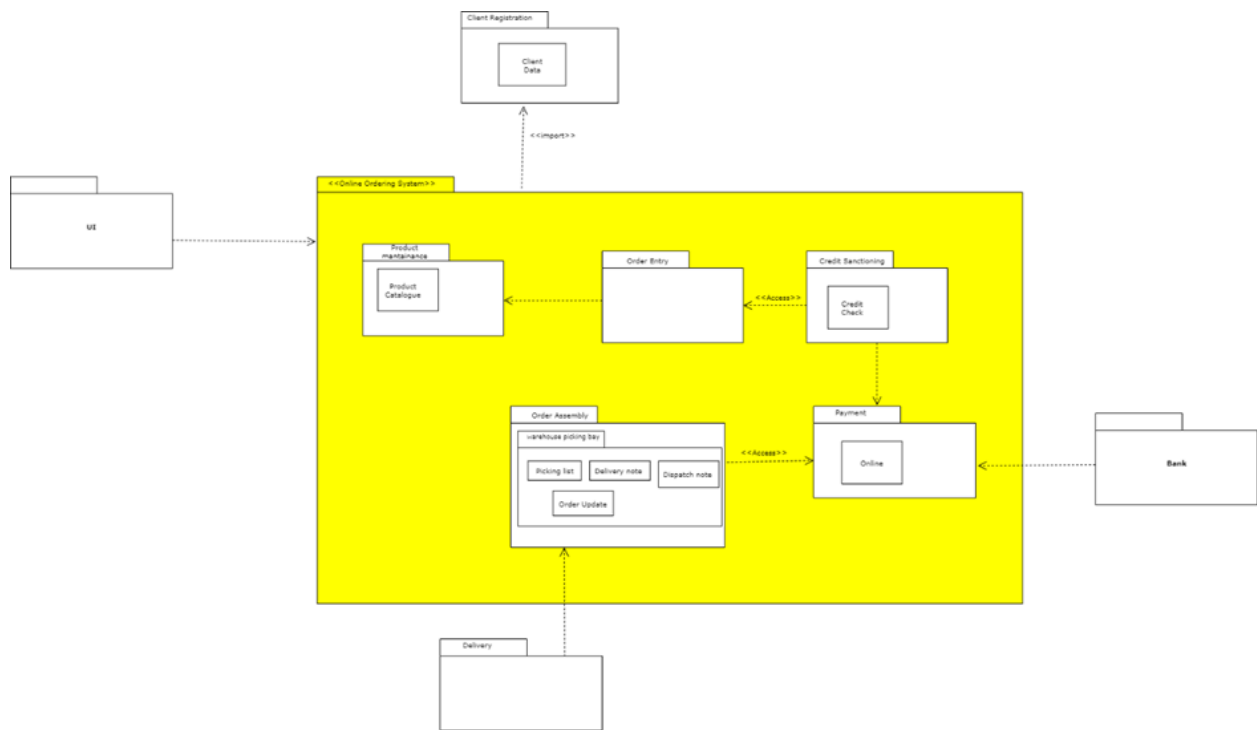 Client Registration
Client
Data
<<import>>
<<Online Ordering System>>
UI
Product
mantainance
Product
Catalogue
Order Entry
<<Access>>
Credit Sanctioning
Credit
Check
Order Assembly
warehouse picking bay
Picking list
Delivery note
Dispatch note
Order Update
<<Access>>
Payment
Online
Bank
Delivery